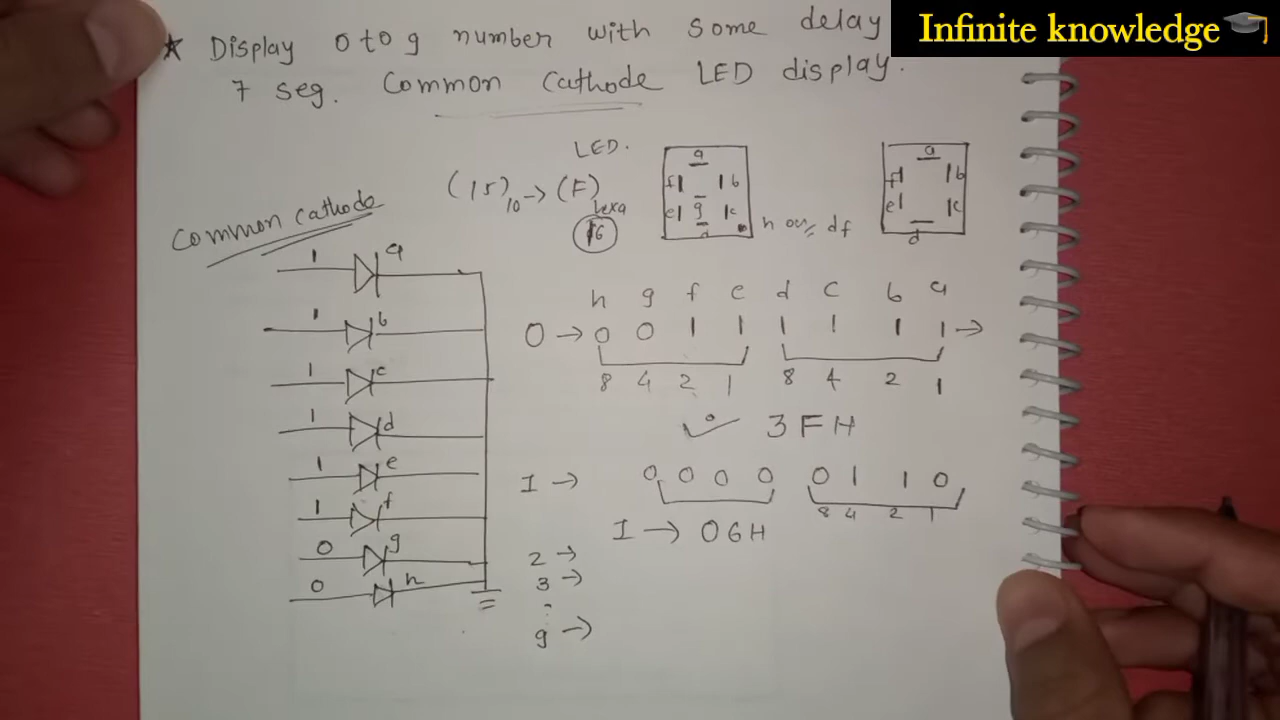 Infinite knowledge
* Display 0 to 9 number with some delay
7 seg. Common Cathode LED display.
LED.
(15)10 → (F)hexa
16
a
f b
e g c
d
h or df
a
f b
e c
d
Common cathode
1 a
1 b
1 c
1 d
1 e
1 f
0 g
0 h
h g f e d c b a
0 → 0 0 1 1 1 1 1 1 →
8 4 2 1 8 4 2 1
3FH
1 → 0 0 0 0 0 1 1 0
8 4 2 1
1 → 06H
2 →
3 →
9 →